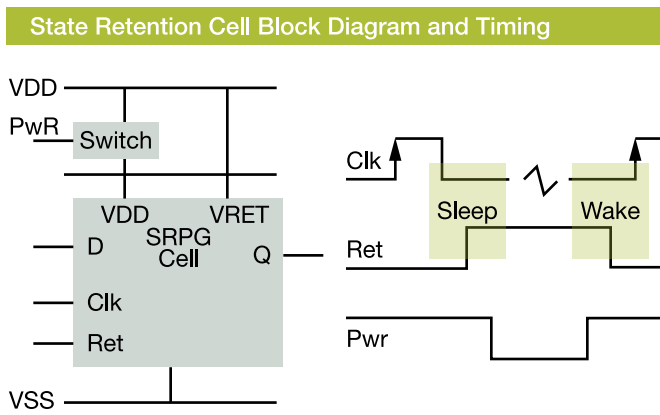 State Retention Cell Block Diagram and Timing
VDD
PwR
Switch
VDD
VRET
SRPG
Cell
D
Q
Clk
Ret
VSS
Clk
Sleep
Wake
Ret
Pwr